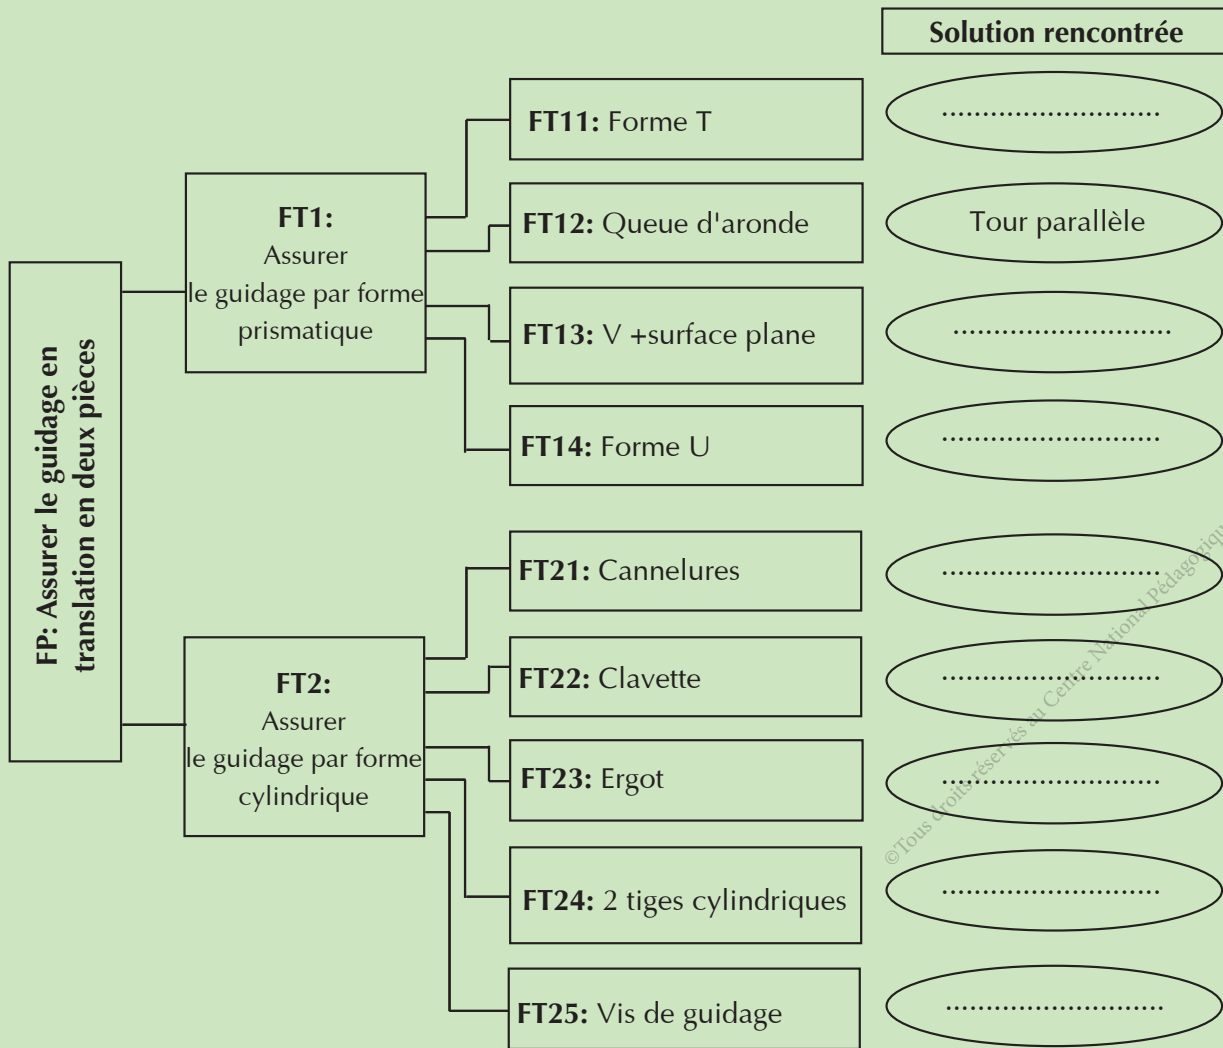 Solution rencontrée
FT11: Forme T
...........................
FT1:
Assurer
le guidage par forme
prismatique
FT12: Queue d'aronde
Tour parallèle
FT13: V +surface plane
...........................
FT14: Forme U
...........................
FP: Assurer le guidage en
translation en deux pièces
FT21: Cannelures
...........................
FT2:
Assurer
le guidage par forme
cylindrique
FT22: Clavette
...........................
FT23: Ergot
...........................
FT24: 2 tiges cylindriques
...........................
FT25: Vis de guidage
...........................
©Tous droits réservés au Centre National Pédagogique